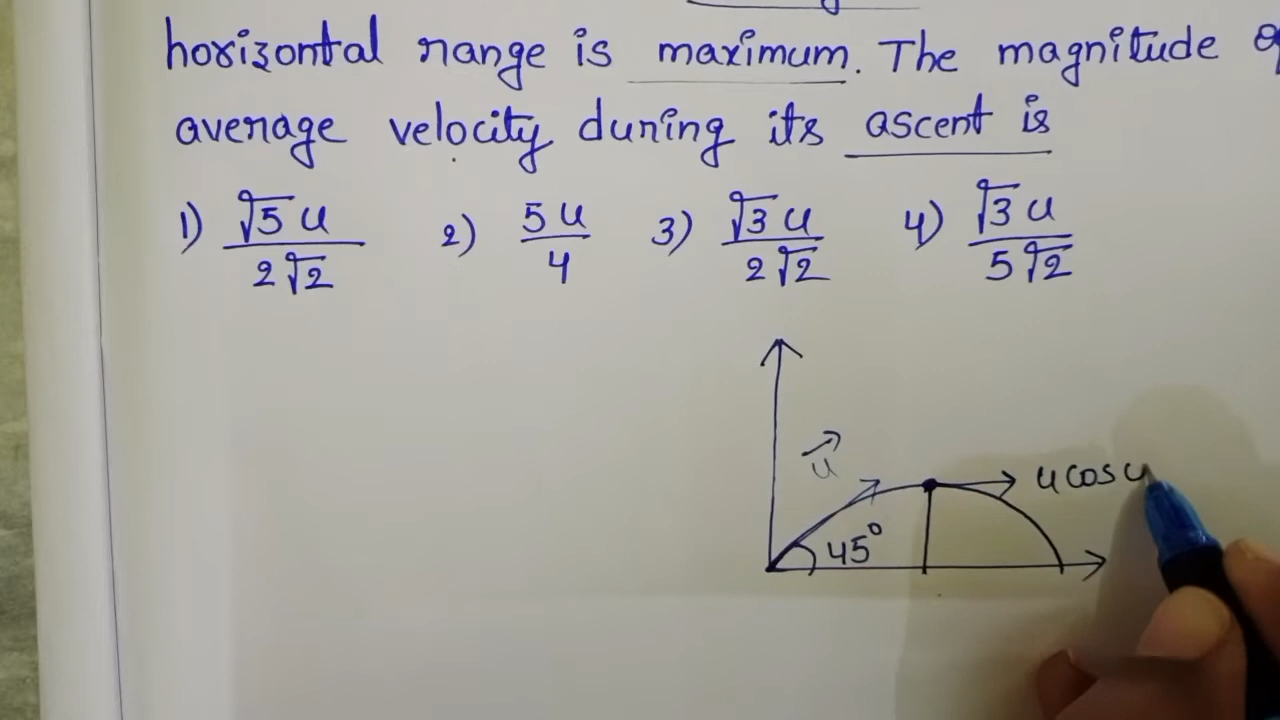 horizontal range is maximum. The magnitude
average velocity during its ascent is
1) √5 u / 2√2 2) 5u / 4 3) √3 u / 2√2 4) √3 u / 5√2
u
u cos
45°